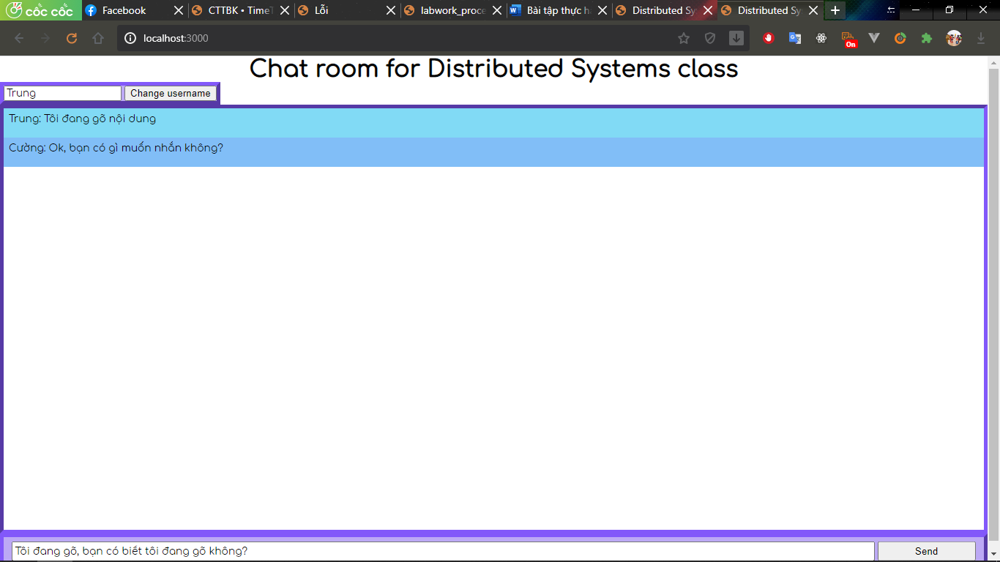 cốc cốc
Facebook
CTTBK • TimeT
Lỗi
labwork_proce
Bài tập thực h
Distributed Sy
Distributed Sy
localhost:3000
On
Chat room for Distributed Systems class
Trung
Change username
Trung: Tôi đang gõ nội dung
Cường: Ok, bạn có gì muốn nhắn không?
Tôi đang gõ, bạn có biết tôi đang gõ không?
Send